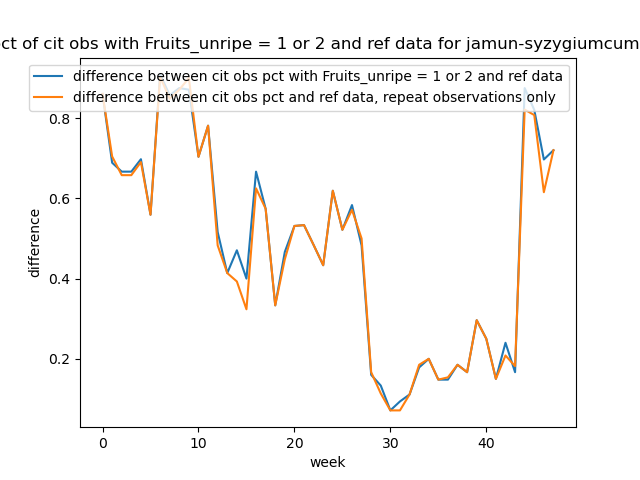 ct of cit obs with Fruits_unripe = 1 or 2 and ref data for jamun-syzygiumcum
difference between cit obs pct with Fruits_unripe = 1 or 2 and ref data
difference between cit obs pct and ref data, repeat observations only
0.8
0.6
0.4
0.2
difference
0
10
20
30
40
week